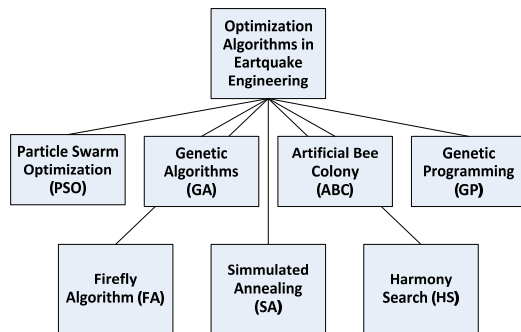 Optimization
Algorithms in
Eartquake
Engineering
Particle Swarm
Optimization
(PSO)
Genetic
Algorithms
(GA)
Artificial Bee
Colony
(ABC)
Genetic
Programming
(GP)
Firefly
Algorithm (FA)
Simmulated
Annealing
(SA)
Harmony
Search (HS)